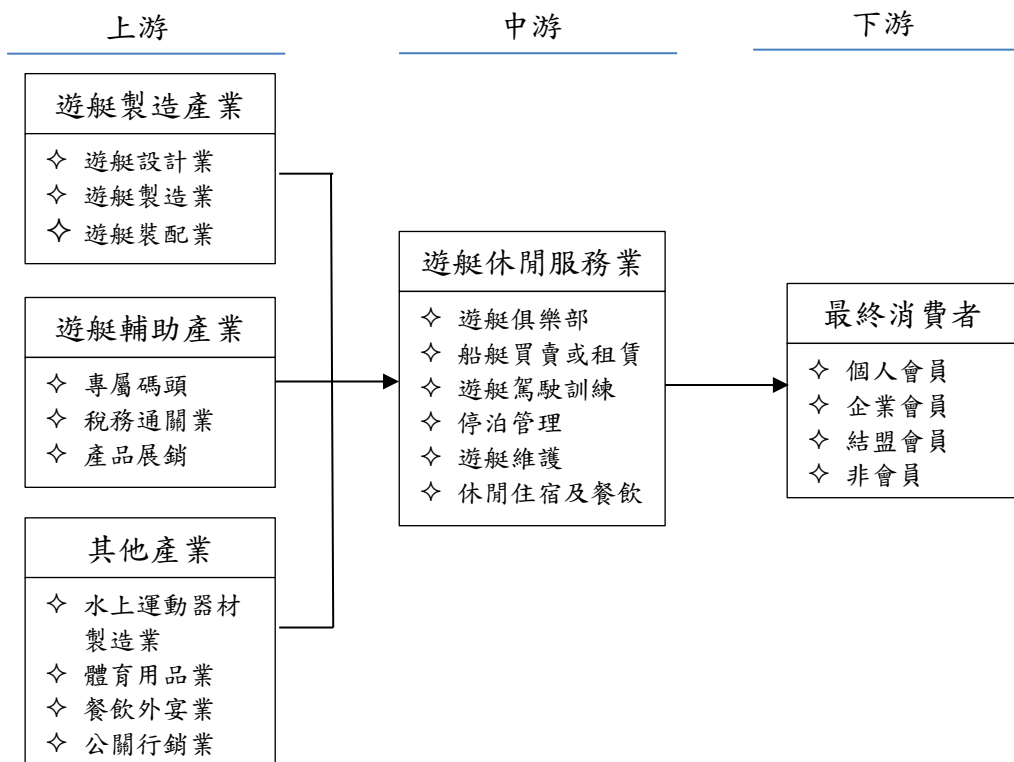 上游
中游
下游
遊艇製造產業
✧ 遊艇設計業
✧ 遊艇製造業
✧ 遊艇裝配業
遊艇輔助產業
✧ 專屬碼頭
✧ 稅務通關業
✧ 產品展銷
其他產業
✧ 水上運動器材
製造業
✧ 體育用品業
✧ 餐飲外宴業
✧ 公關行銷業
遊艇休閒服務業
✧ 遊艇俱樂部
✧ 船艇買賣或租賃
✧ 遊艇駕駛訓練
✧ 停泊管理
✧ 遊艇維護
✧ 休閒住宿及餐飲
最終消費者
✧ 個人會員
✧ 企業會員
✧ 結盟會員
✧ 非會員